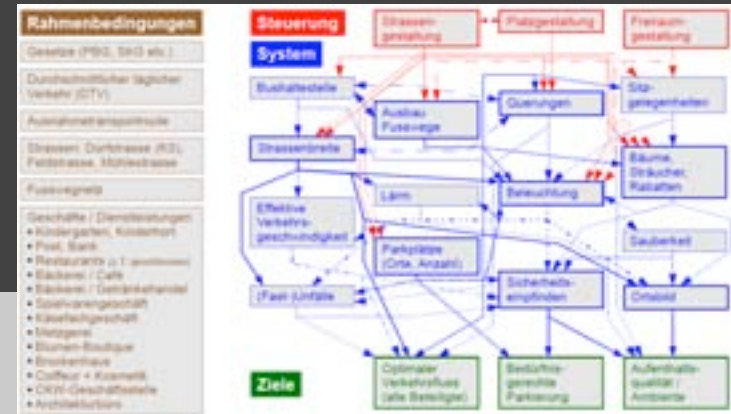 Rahmenbedingungen
Gesetze (PBG, StrG etc.)
Durchschnittlicher täglicher
Verkehr (DTV)
Ausnahmetransportroute
Strassen: Dorfstrasse (KS),
Feldstrasse, Mühlestrasse
Fusswegnetz
Geschäfte / Dienstleistungen
• Kindergarten, Kinderhort
• Post, Bank
• Restaurants
• Bäckerei / Café
• Bäckerei / Getränkehandel
• Spielwarengeschäft
• Käsefachgeschäft
• Metzgerei
• Blumen-Boutique
• Brockenhaus
• Coiffeur + Kosmetik
• CKW-Geschäftsstelle
• Architekturbüro
Steuerung
Strassen-
gestaltung
Platzgestaltung
Freiraum-
gestaltung
System
Bushaltestelle
Ausbau
Fusswege
Querungen
Sitz-
gelegenheiten
Strassenbreite
Lärm
Beleuchtung
Bäume,
Sträucher,
Rabatten
Effektive
Verkehrs-
geschwindigkeit
Parkplätze
(Orte, Anzahl)
Sauberkeit
(Fast-)Unfälle
Sicherheits-
empfinden
Ortsbild
Ziele
Optimaler
Verkehrsfluss
(alle Beteiligte)
Bedürfnis-
gerechte
Parkierung
Aufenthalts-
qualität /
Ambiente